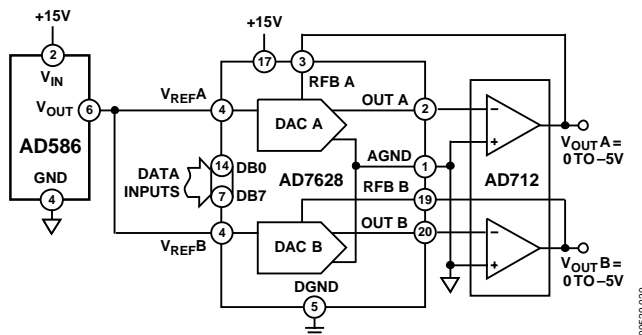 +15V
2
VIN
VOUT
6
AD586
GND
4
+15V
17
3
RFB A
VREFA
4
DAC A
OUT A
2
14
DB0
DATA
INPUTS
7
DB7
AD7628
AGND
1
RFB B
19
VREFB
4
DAC B
OUT B
20
DGND
5
–
+
AD712
–
+
VOUTA =
0 TO –5V
VOUTB =
0 TO –5V